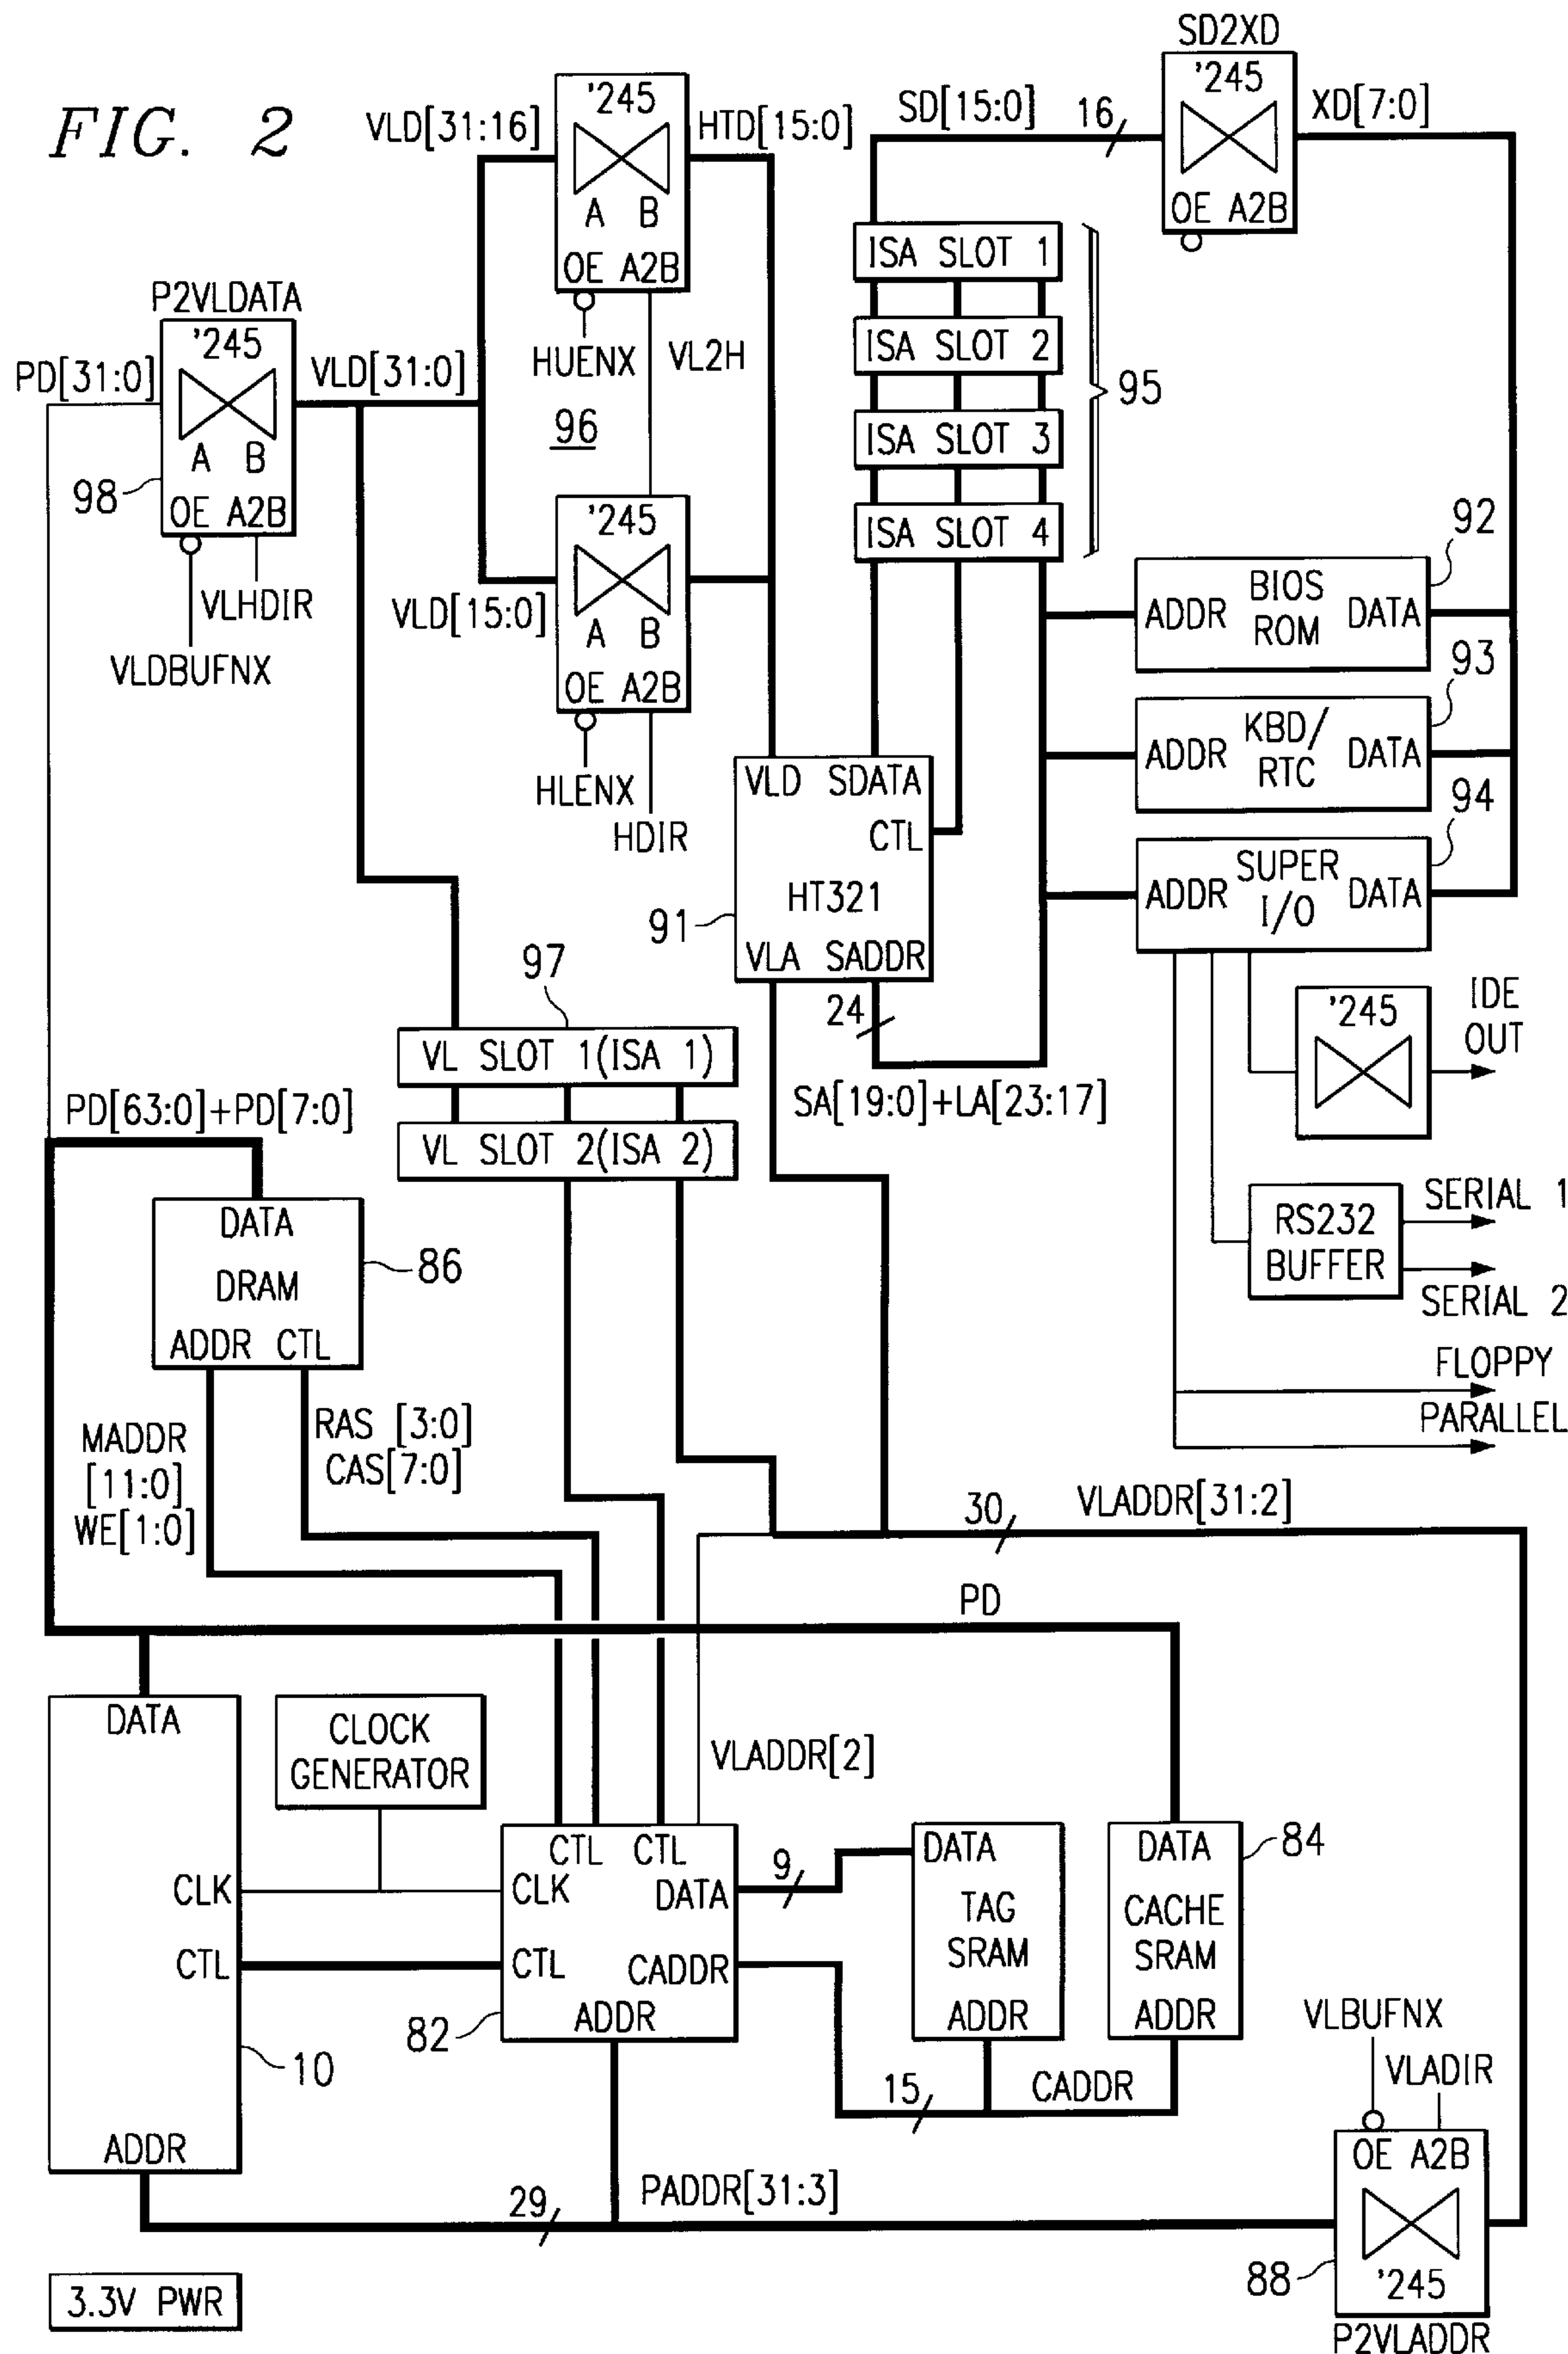 FIG. 2
SD2XD
'245
OE A2B
SD[15:0]
16
XD[7:0]
VLD[31:16]
'245
A B
OE A2B
HTD[15:0]
HUENX
VL2H
96
P2VLDATA
'245
A B
OE A2B
PD[31:0]
VLD[31:0]
98
VLHDIR
VLDBUFNX
VLD[15:0]
'245
A B
OE A2B
HLENX
HDIR
ISA SLOT 1
ISA SLOT 2
ISA SLOT 3
ISA SLOT 4
95
92
ADDR BIOS ROM DATA
93
ADDR KBD/ RTC DATA
94
ADDR SUPER I/O DATA
VLD SDATA
CTL
HT321
VLA SADDR
91
24
SA[19:0]+LA[23:17]
97
VL SLOT 1(ISA 1)
VL SLOT 2(ISA 2)
'245
IDE
OUT
RS232
BUFFER
SERIAL 1
SERIAL 2
FLOPPY
PARALLEL
PD[63:0]+PD[7:0]
DATA
DRAM
ADDR CTL
86
MADDR
[11:0]
WE[1:0]
RAS [3:0]
CAS[7:0]
30
VLADDR[31:2]
PD
DATA
CLK
CTL
ADDR
10
CLOCK
GENERATOR
VLADDR[2]
CTL CTL
CLK
DATA
CTL
CADDR
ADDR
82
9
DATA
TAG
SRAM
ADDR
DATA
CACHE
SRAM
ADDR
84
15
CADDR
VLBUFNX
VLADIR
OE A2B
'245
88
P2VLADDR
29
PADDR[31:3]
3.3V PWR